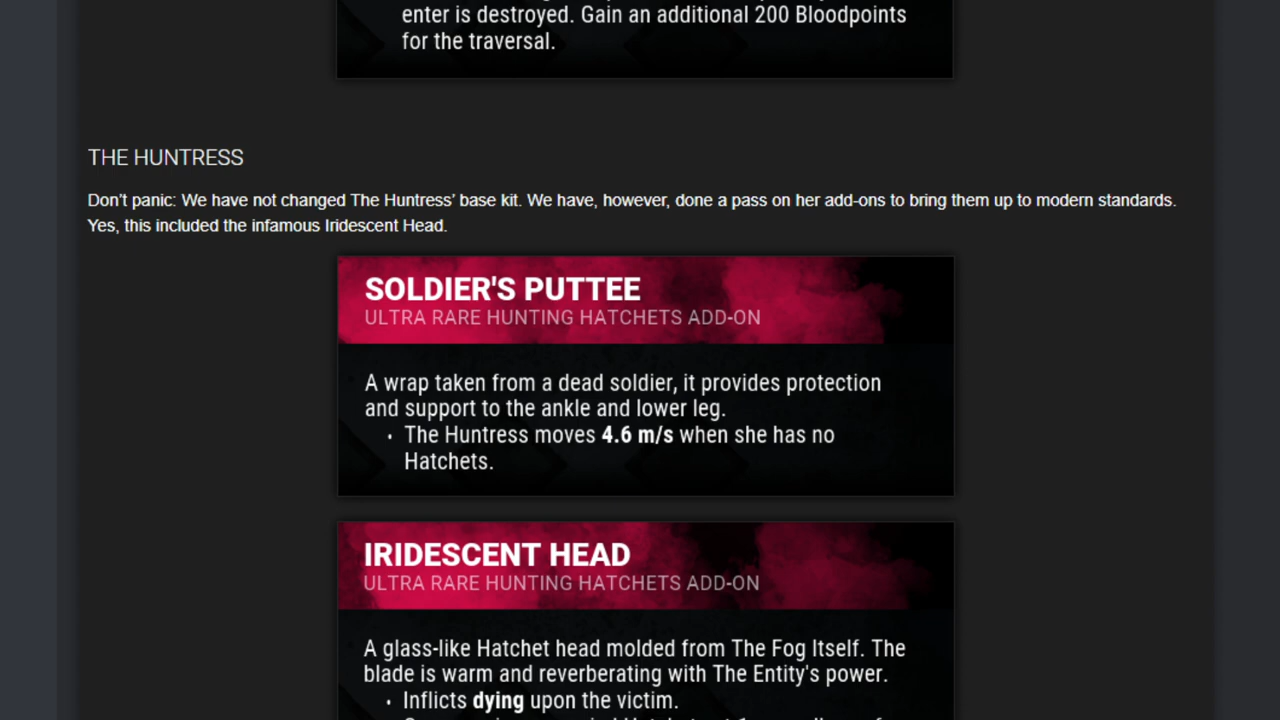 enter is destroyed. Gain an additional 200 Bloodpoints
for the traversal.
THE HUNTRESS
Don't panic: We have not changed The Huntress’ base kit. We have, however, done a pass on her add-ons to bring them up to modern standards.
Yes, this included the infamous Iridescent Head.
SOLDIER'S PUTTEE
ULTRA RARE HUNTING HATCHETS ADD-ON
A wrap taken from a dead soldier, it provides protection
and support to the ankle and lower leg.
· The Huntress moves 4.6 m/s when she has no
Hatchets.
IRIDESCENT HEAD
ULTRA RARE HUNTING HATCHETS ADD-ON
A glass-like Hatchet head molded from The Fog Itself. The
blade is warm and reverberating with The Entity's power.
· Inflicts dying upon the victim.